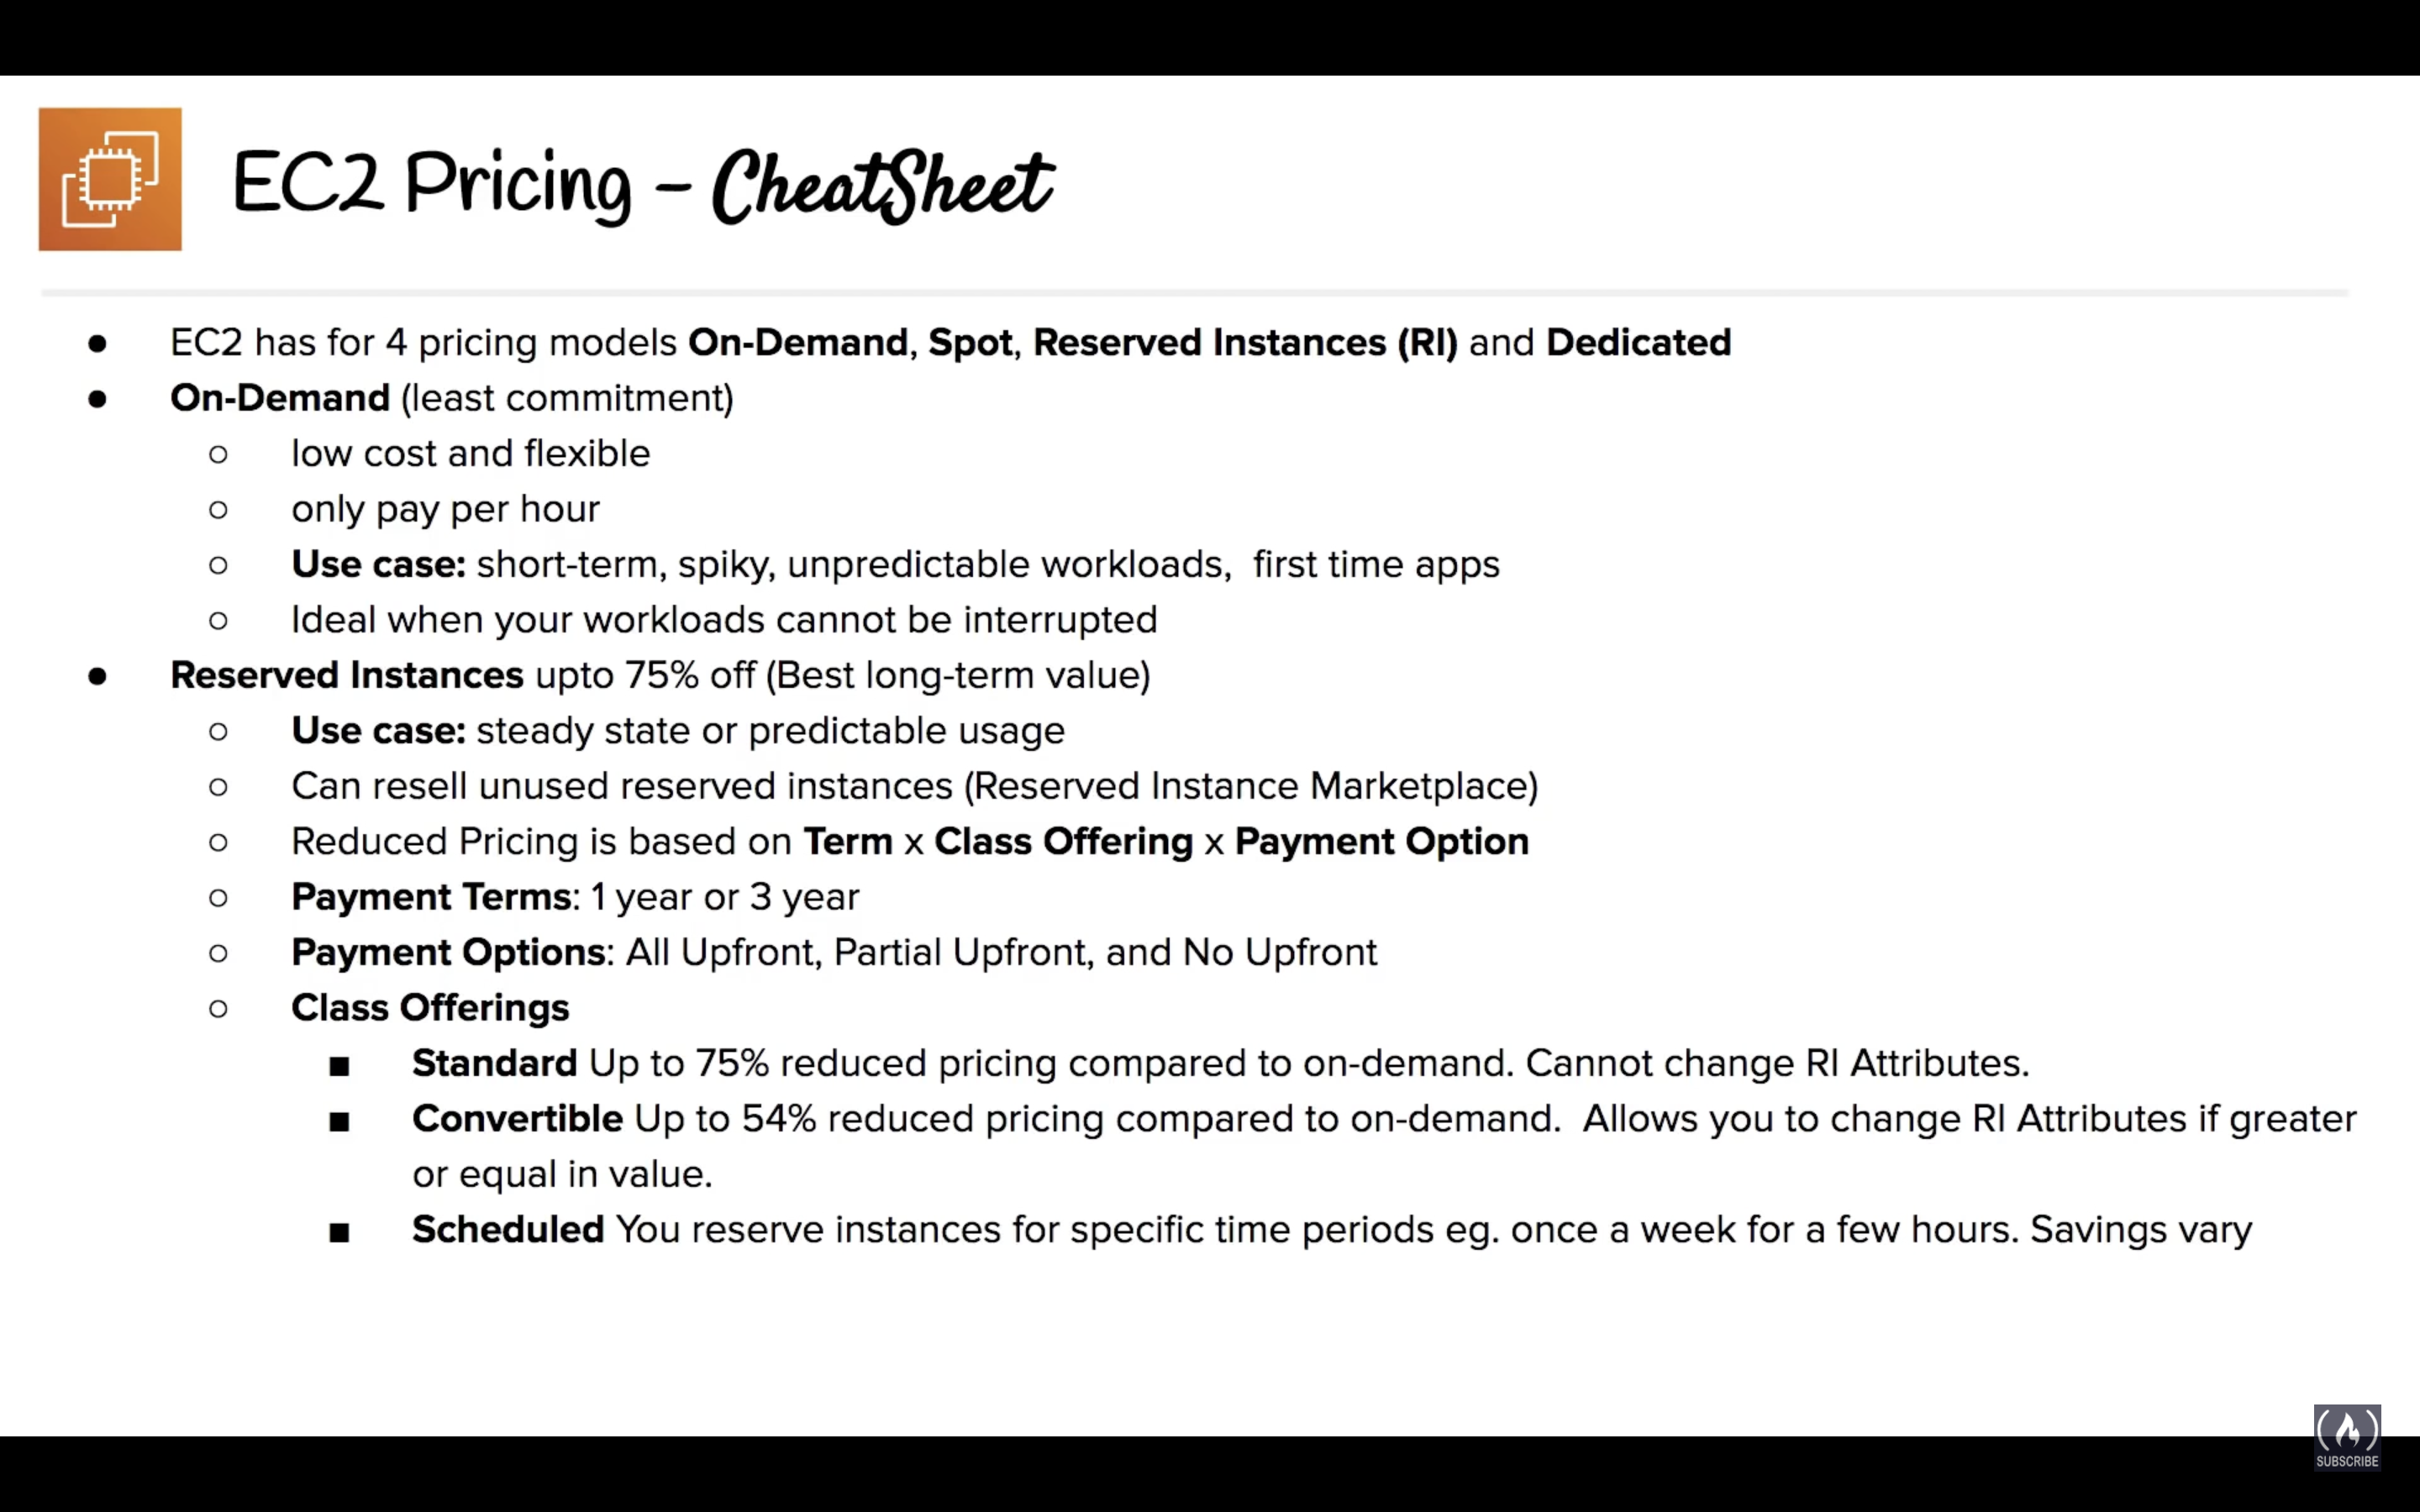 EC2 Pricing – CheatSheet
● EC2 has for 4 pricing models On-Demand, Spot, Reserved Instances (RI) and Dedicated
● On-Demand (least commitment)
○ low cost and flexible
○ only pay per hour
○ Use case: short-term, spiky, unpredictable workloads, first time apps
○ Ideal when your workloads cannot be interrupted
● Reserved Instances upto 75% off (Best long-term value)
○ Use case: steady state or predictable usage
○ Can resell unused reserved instances (Reserved Instance Marketplace)
○ Reduced Pricing is based on Term x Class Offering x Payment Option
○ Payment Terms: 1 year or 3 year
○ Payment Options: All Upfront, Partial Upfront, and No Upfront
○ Class Offerings
■ Standard Up to 75% reduced pricing compared to on-demand. Cannot change RI Attributes.
■ Convertible Up to 54% reduced pricing compared to on-demand. Allows you to change RI Attributes if greater
or equal in value.
■ Scheduled You reserve instances for specific time periods eg. once a week for a few hours. Savings vary
SUBSCRIBE